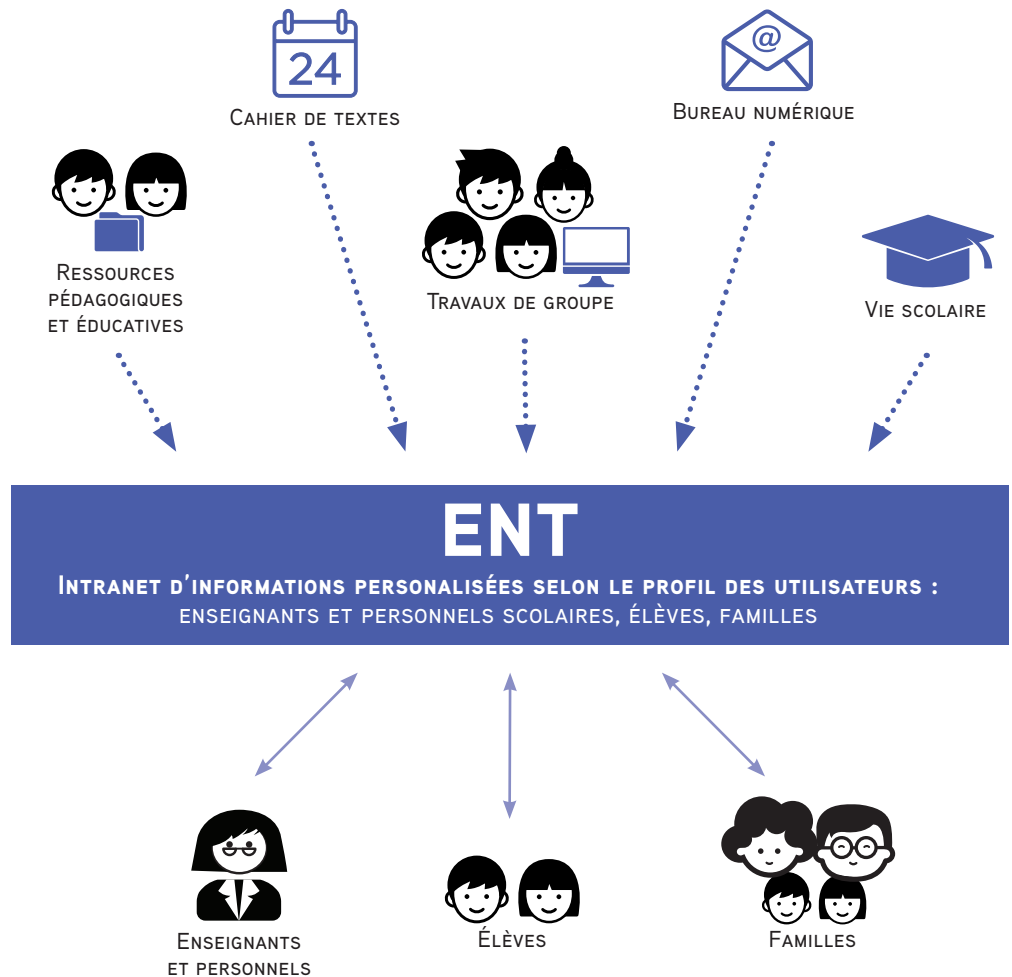 24
CAHIER DE TEXTES
@
BUREAU NUMÉRIQUE
RESSOURCES
PÉDAGOGIQUES
ET ÉDUCATIVES
TRAVAUX DE GROUPE
VIE SCOLAIRE
ENT
INTRANET D'INFORMATIONS PERSONALISÉES SELON LE PROFIL DES UTILISATEURS :
ENSEIGNANTS ET PERSONNELS SCOLAIRES, ÉLÈVES, FAMILLES
ENSEIGNANTS
ET PERSONNELS
ÉLÈVES
FAMILLES